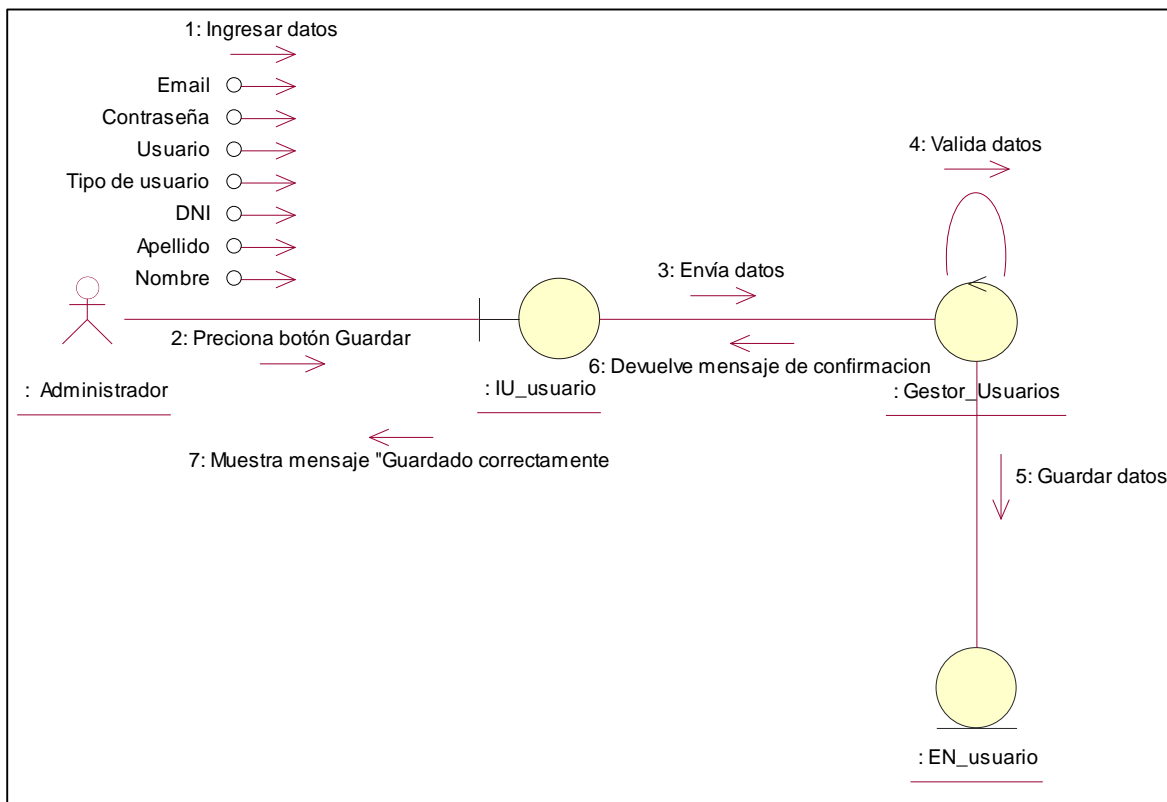 1: Ingresar datos
Email
Contraseña
Usuario
Tipo de usuario
DNI
Apellido
Nombre
4: Valida datos
3: Envía datos
2: Preciona botón Guardar
6: Devuelve mensaje de confirmacion
: Administrador
: IU_usuario
: Gestor_Usuarios
7: Muestra mensaje "Guardado correctamente
5: Guardar datos
: EN_usuario